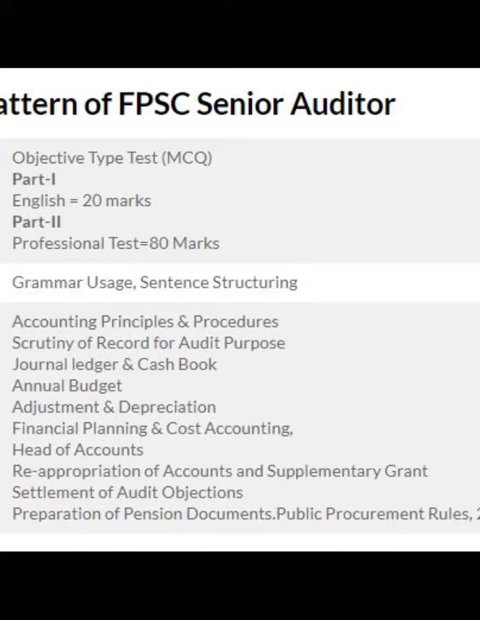 attern of FPSC Senior Auditor
Objective Type Test (MCQ)
Part-I
English = 20 marks
Part-II
Professional Test=80 Marks
Grammar Usage, Sentence Structuring
Accounting Principles & Procedures
Scrutiny of Record for Audit Purpose
Journal ledger & Cash Book
Annual Budget
Adjustment & Depreciation
Financial Planning & Cost Accounting,
Head of Accounts
Re-appropriation of Accounts and Supplementary Grant
Settlement of Audit Objections
Preparation of Pension Documents.Public Procurement Rules,